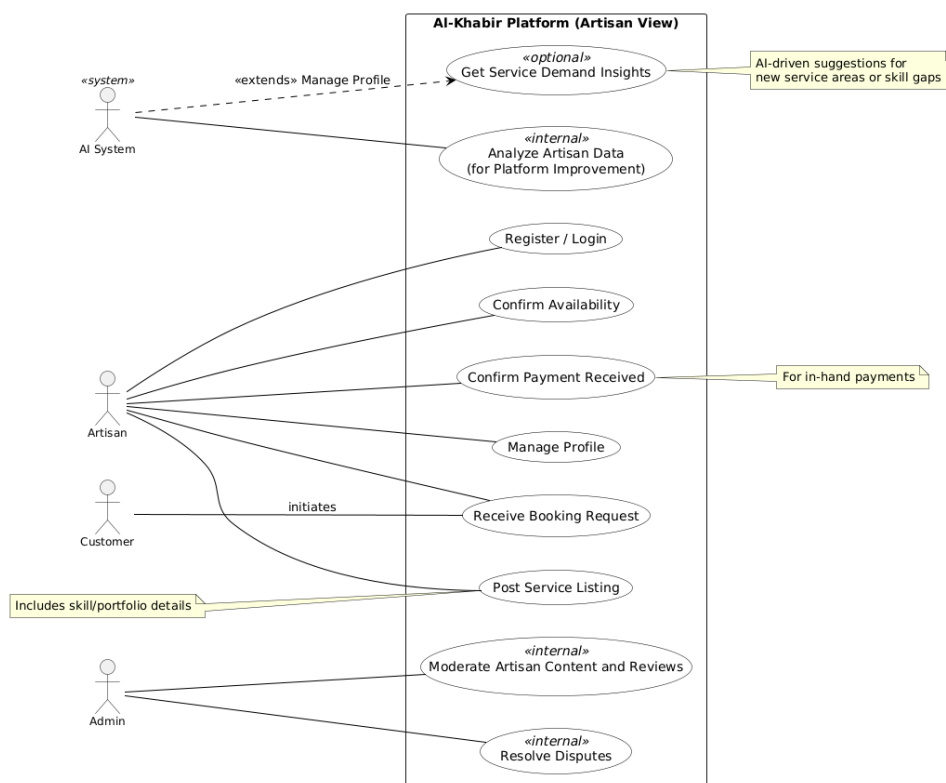 Al-Khabir Platform (Artisan View)
«optional»
Get Service Demand Insights
AI-driven suggestions for
new service areas or skill gaps
«system»
AI System
«extends» Manage Profile
«internal»
Analyze Artisan Data
(for Platform Improvement)
Register / Login
Confirm Availability
Confirm Payment Received
For in-hand payments
Artisan
Manage Profile
Customer
initiates
Receive Booking Request
Post Service Listing
Includes skill/portfolio details
«internal»
Moderate Artisan Content and Reviews
Admin
«internal»
Resolve Disputes